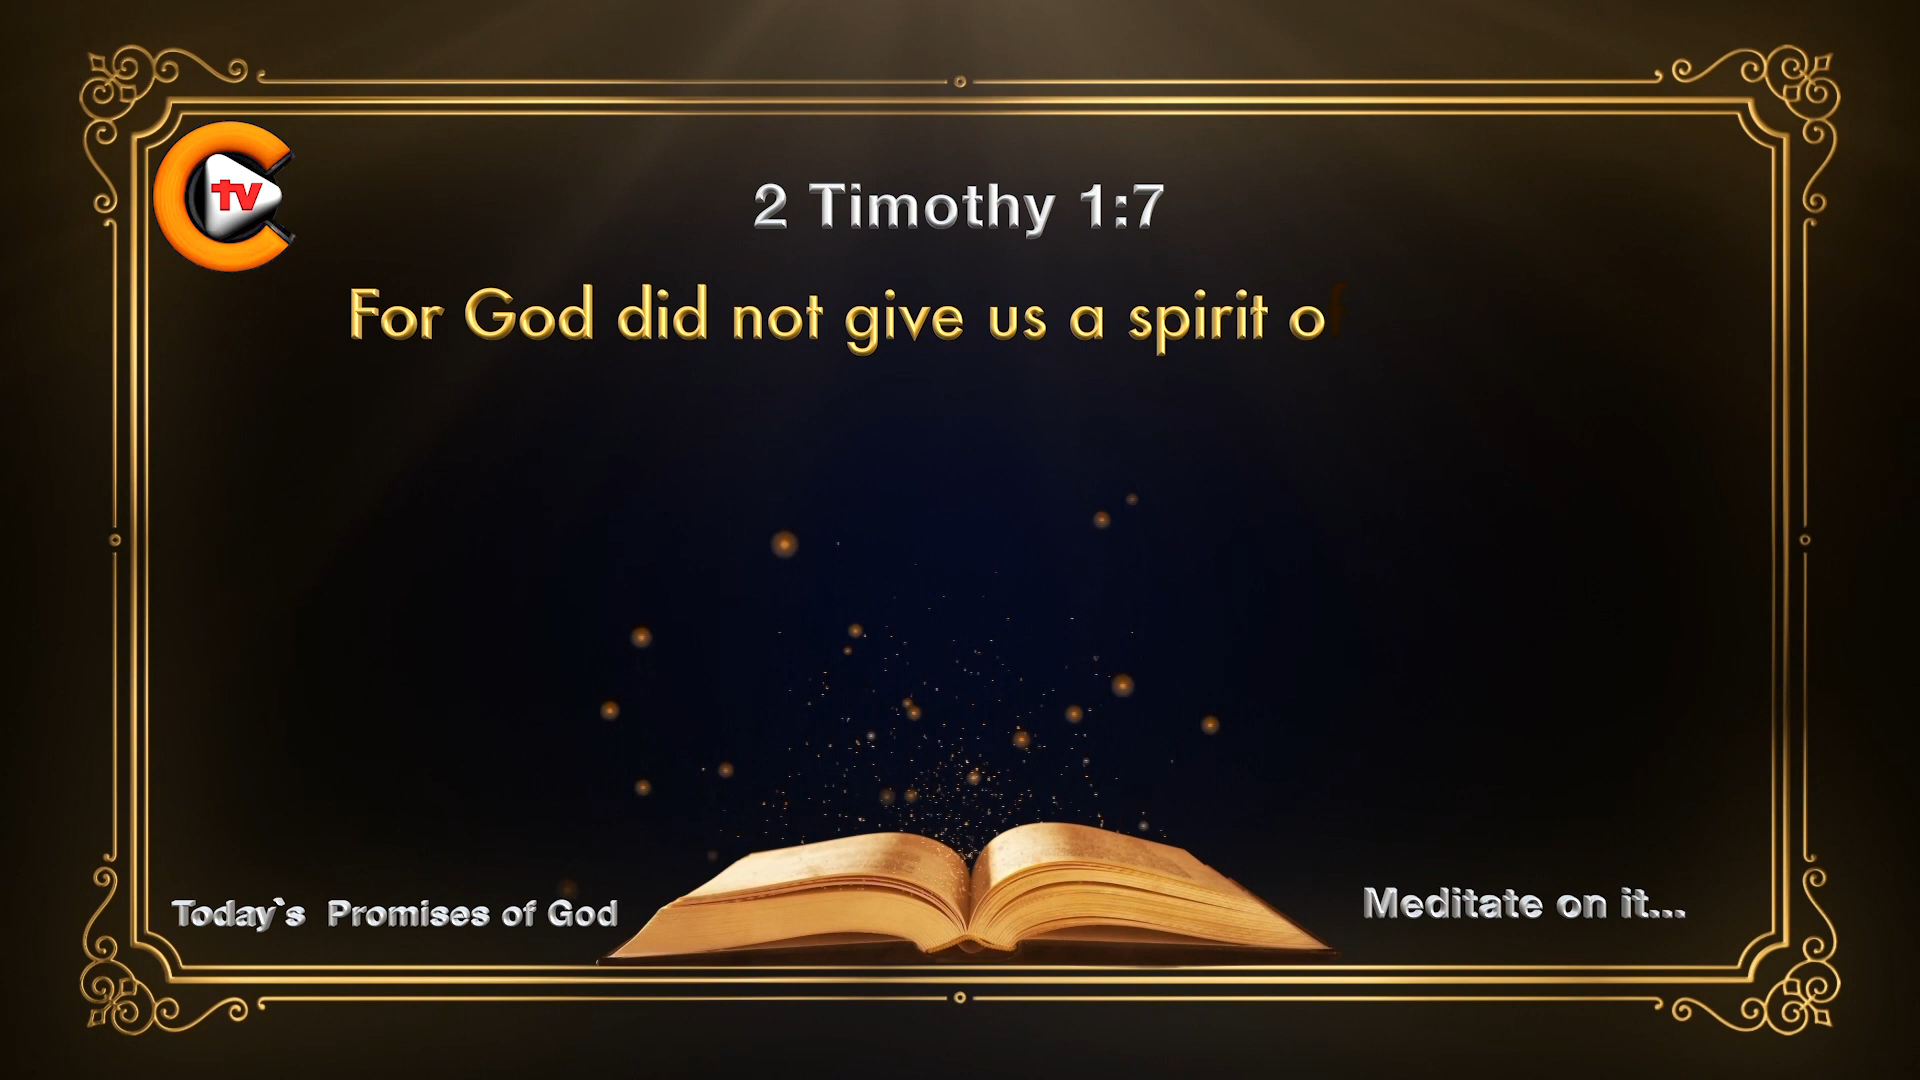 tv
2 Timothy 1:7
For God did not give us a spirit of
Today`s Promises of God
Meditate on it...